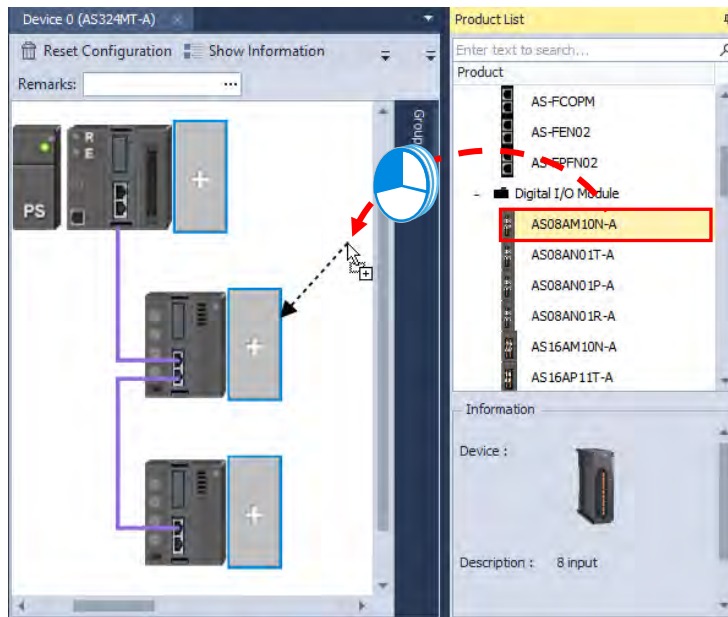 Device 0 (AS324MT-A)
Reset Configuration
Show Information
Remarks:
...
R
E
PS
+
+
+
Group
Product List
Enter text to search...
Product
AS-FCOPM
AS-FEN02
AS-FPFN02
- Digital I/O Module
AS08AM10N-A
AS08AN01T-A
AS08AN01P-A
AS08AN01R-A
AS16AM10N-A
AS16AP11T-A
Information
Device :
Description : 8 input